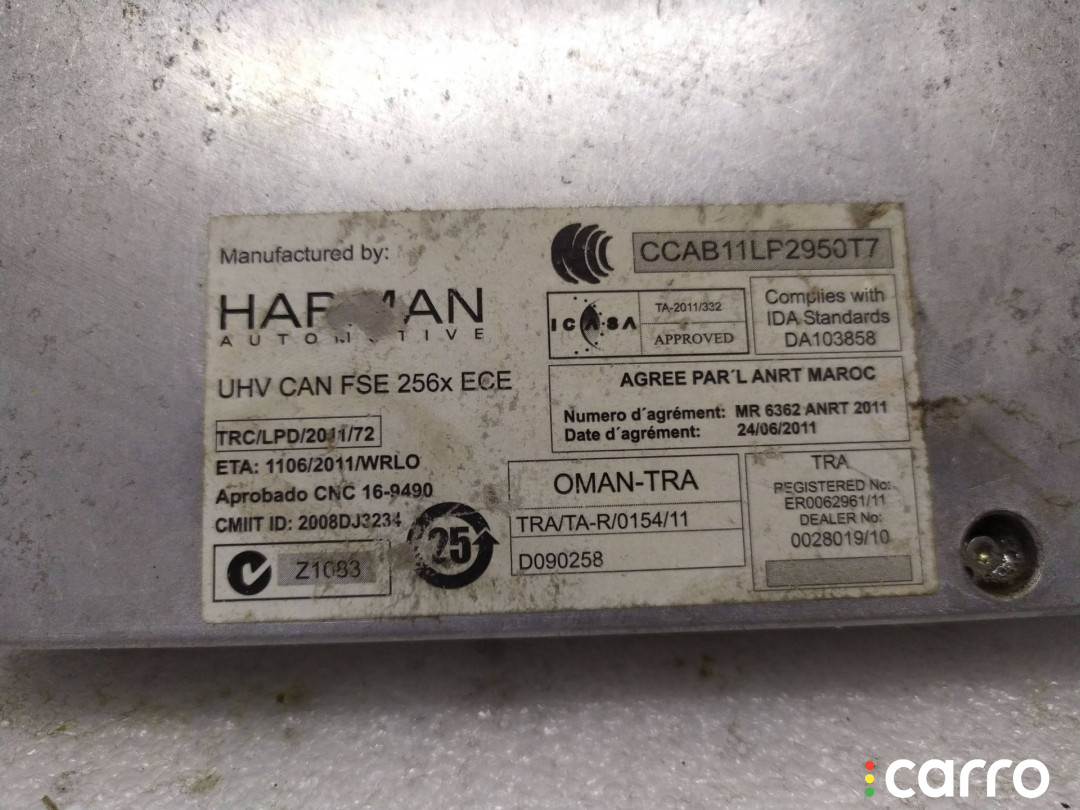 Manufactured by:
HARMAN
AUTOMOTIVE
UHV CAN FSE 256x ECE
TRC/LPD/2011/72
ETA: 1106/2011/WRLO
Aprobado CNC 16-9490
CMIIT ID: 2008DJ3234
Z1083
25
CCAB11LP2950T7
ICASA
TA-2011/332
APPROVED
Complies with
IDA Standards
DA103858
AGREE PAR´L ANRT MAROC
Numero d´agrément: MR 6362 ANRT 2011
Date d´agrément: 24/06/2011
OMAN-TRA
TRA/TA-R/0154/11
D090258
TRA
REGISTERED No:
ER0062961/11
DEALER No:
0028019/10
carro